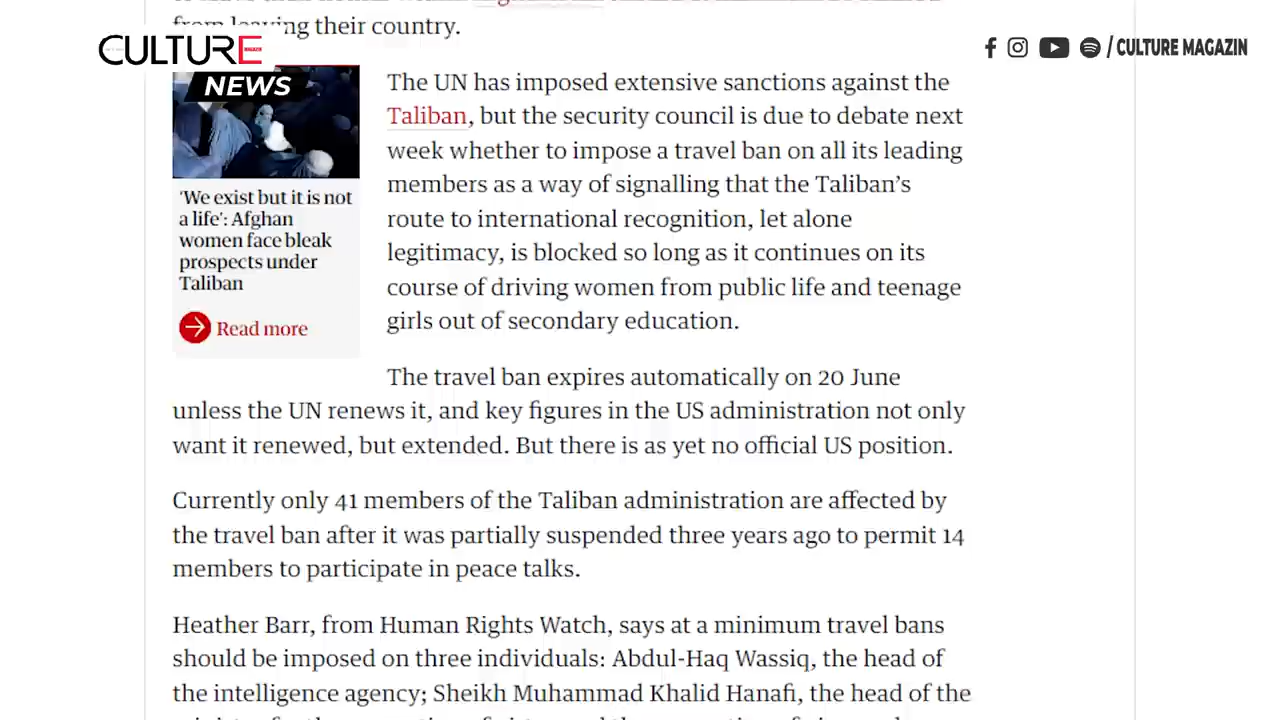 from leaving their country.
CULTURE
NEWS
/ CULTURE MAGAZIN
'We exist but it is not
a life': Afghan
women face bleak
prospects under
Taliban
Read more
The UN has imposed extensive sanctions against the
Taliban, but the security council is due to debate next
week whether to impose a travel ban on all its leading
members as a way of signalling that the Taliban's
route to international recognition, let alone
legitimacy, is blocked so long as it continues on its
course of driving women from public life and teenage
girls out of secondary education.
The travel ban expires automatically on 20 June
unless the UN renews it, and key figures in the US administration not only
want it renewed, but extended. But there is as yet no official US position.
Currently only 41 members of the Taliban administration are affected by
the travel ban after it was partially suspended three years ago to permit 14
members to participate in peace talks.
Heather Barr, from Human Rights Watch, says at a minimum travel bans
should be imposed on three individuals: Abdul-Haq Wassiq, the head of
the intelligence agency; Sheikh Muhammad Khalid Hanafi, the head of the